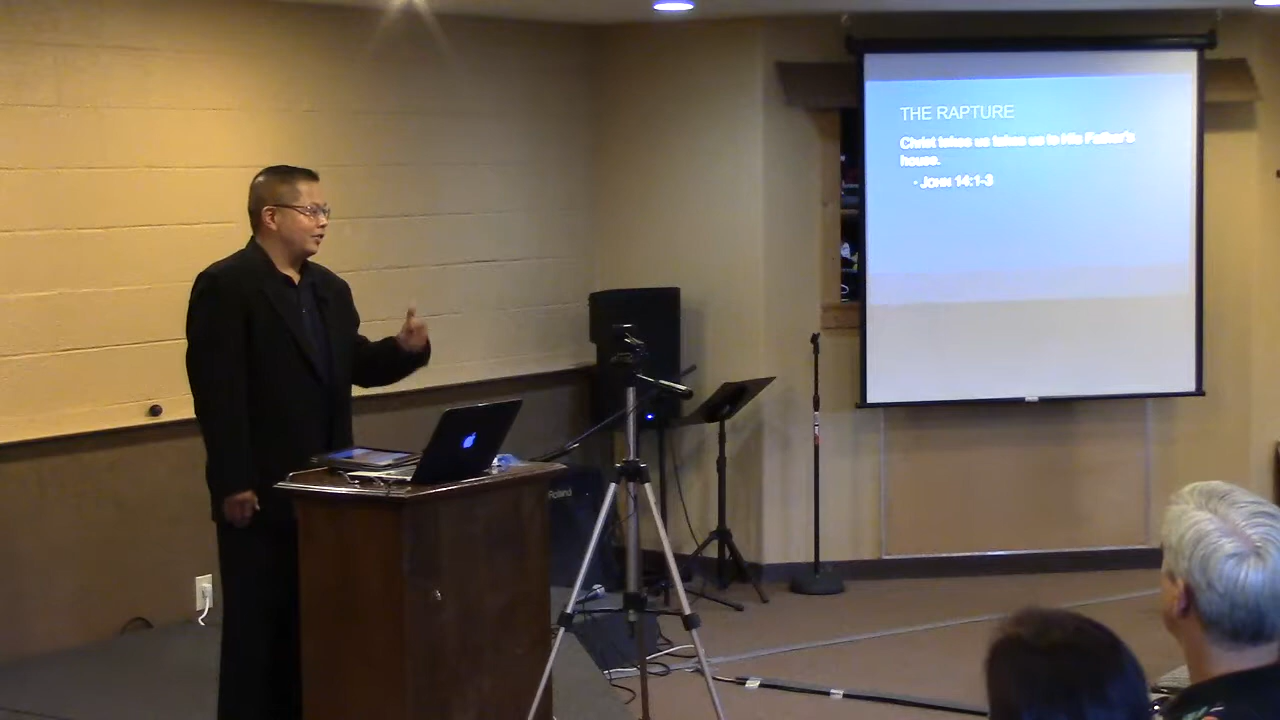 THE RAPTURE
Christ takes us takes us to His Father's
house.
- JOHN 14:1-3
Roland